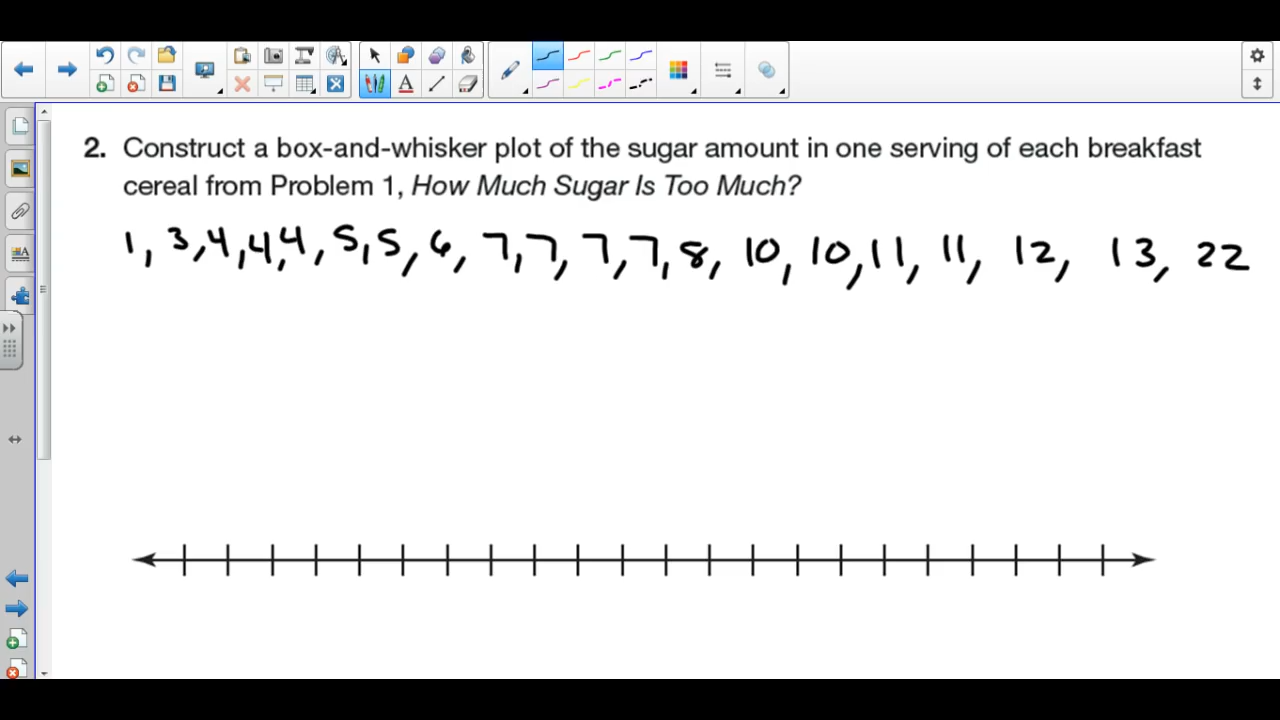 2. Construct a box-and-whisker plot of the sugar amount in one serving of each breakfast
cereal from Problem 1, How Much Sugar Is Too Much?
1, 3, 4, 4, 4, 5, 5, 6, 7, 7, 7, 7, 8, 10, 10, 11, 11, 12, 13, 22